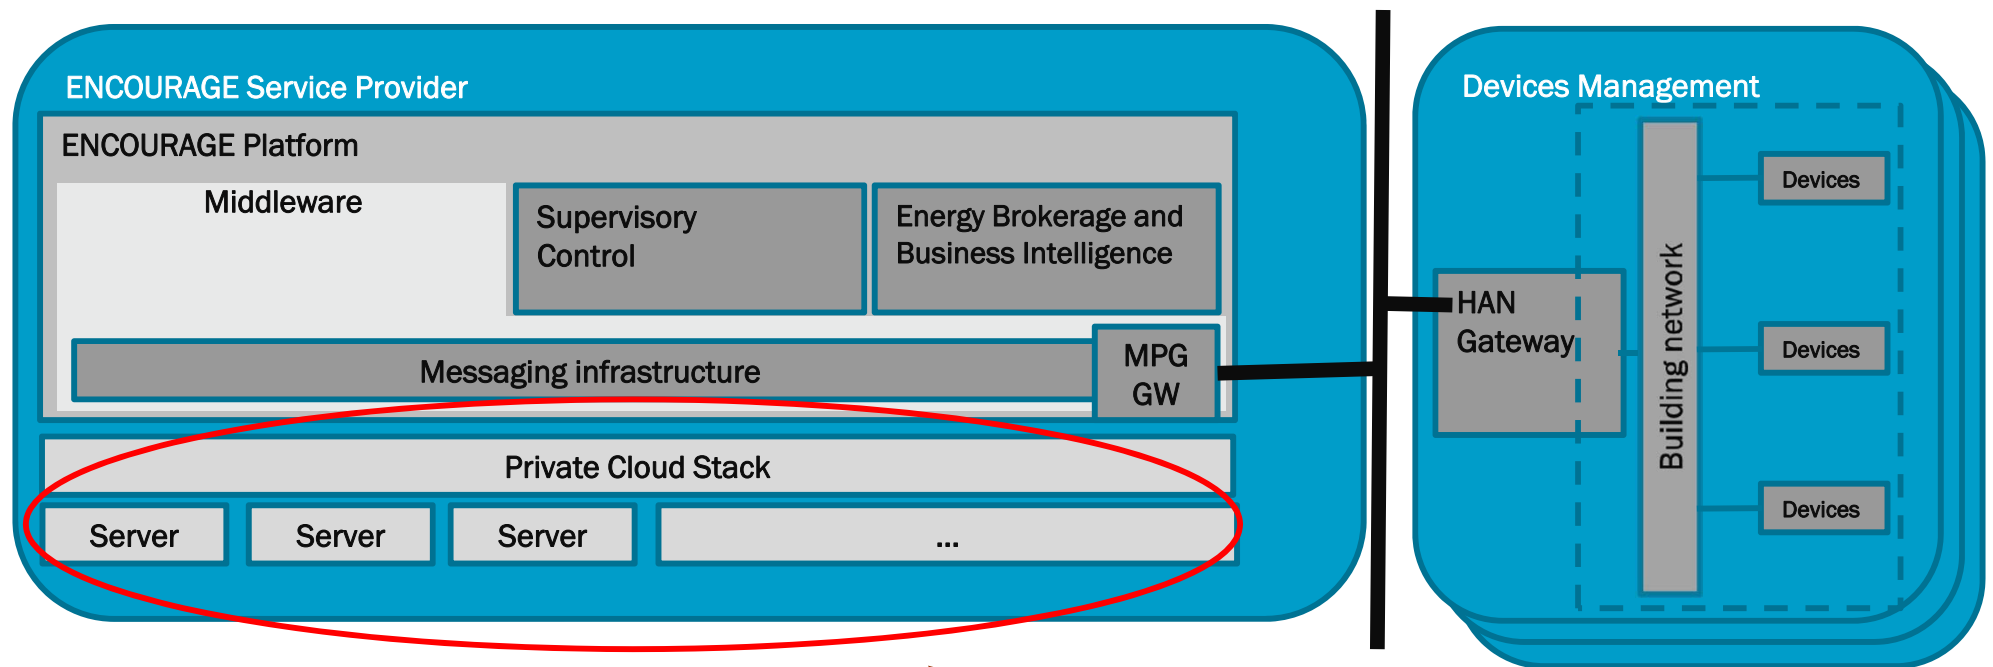 ENCOURAGE Service Provider
ENCOURAGE Platform
Middleware
Supervisory
Control
Energy Brokerage and
Business Intelligence
Messaging infrastructure
MPG
GW
Private Cloud Stack
Server
Server
Server
...
Devices Management
HAN
Gateway
Building network
Devices
Devices
Devices